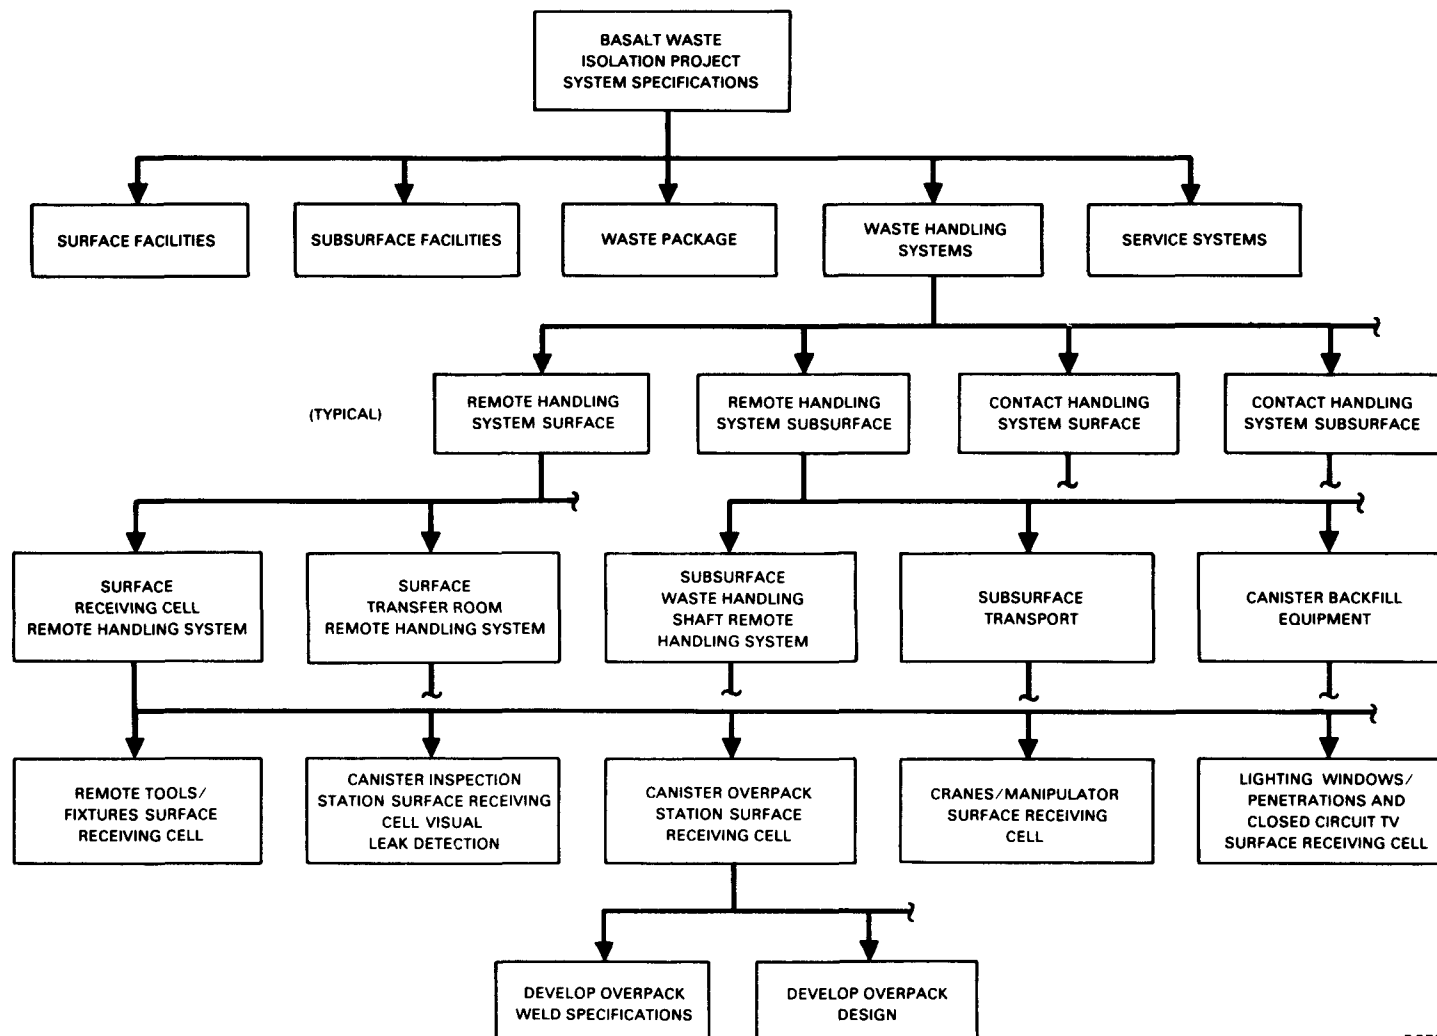 BASALT WASTE
ISOLATION PROJECT
SYSTEM SPECIFICATIONS
SURFACE FACILITIES
SUBSURFACE FACILITIES
WASTE PACKAGE
WASTE HANDLING
SYSTEMS
SERVICE SYSTEMS
(TYPICAL)
REMOTE HANDLING
SYSTEM SURFACE
REMOTE HANDLING
SYSTEM SUBSURFACE
CONTACT HANDLING
SYSTEM SURFACE
CONTACT HANDLING
SYSTEM SUBSURFACE
SURFACE
RECEIVING CELL
REMOTE HANDLING SYSTEM
SURFACE
TRANSFER ROOM
REMOTE HANDLING SYSTEM
SUBSURFACE
WASTE HANDLING
SHAFT REMOTE
HANDLING SYSTEM
SUBSURFACE
TRANSPORT
CANISTER BACKFILL
EQUIPMENT
REMOTE TOOLS/
FIXTURES SURFACE
RECEIVING CELL
CANISTER INSPECTION
STATION SURFACE RECEIVING
CELL VISUAL
LEAK DETECTION
CANISTER OVERPACK
STATION SURFACE
RECEIVING CELL
CRANES/MANIPULATOR
SURFACE RECEIVING
CELL
LIGHTING WINDOWS/
PENETRATIONS AND
CLOSED CIRCUIT TV
SURFACE RECEIVING CELL
DEVELOP OVERPACK
WELD SPECIFICATIONS
DEVELOP OVERPACK
DESIGN